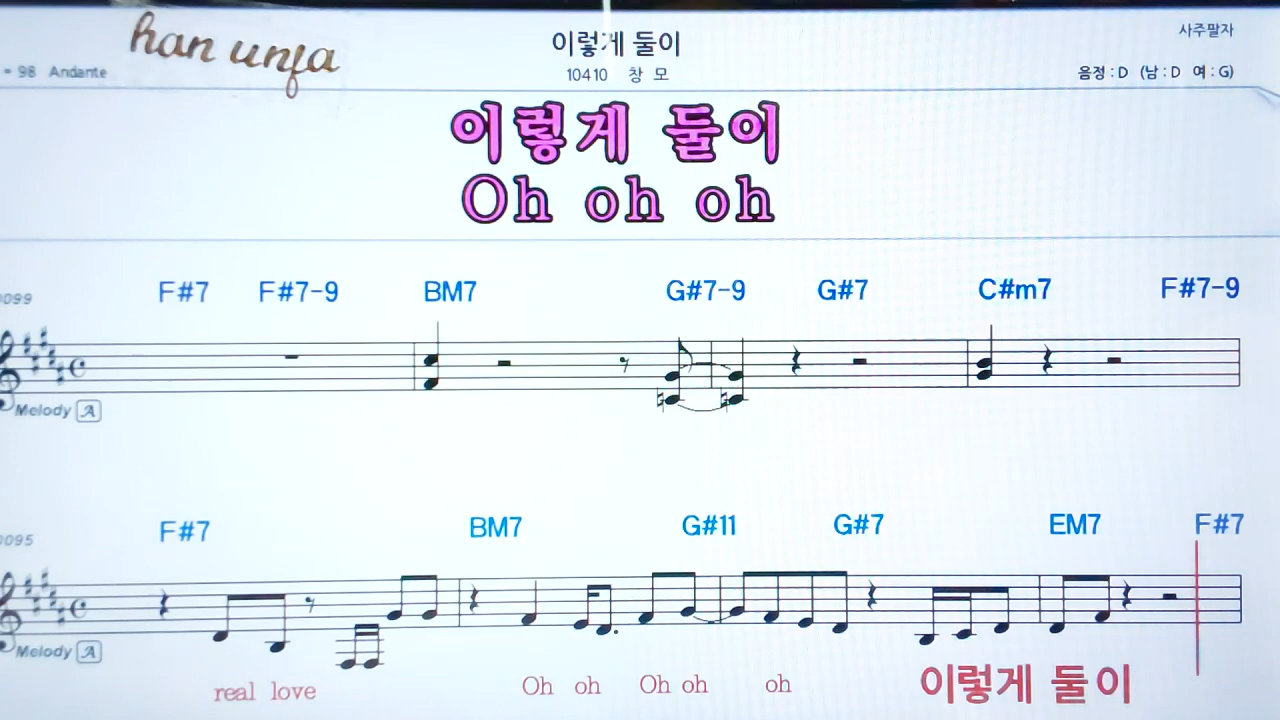 han unja
이렇게 둘이
사주팔자
= 98 Andante
10410 창 모
음정 : D (남 : D 여 : G)
이렇게 둘이
Oh oh oh
F#7 F#7-9 BM7 G#7-9 G#7 C#m7 F#7-9
0099
Melody A
F#7 BM7 G#11 G#7 EM7 F#7
0095
Melody A
real love Oh oh Oh oh oh 이렇게 둘이